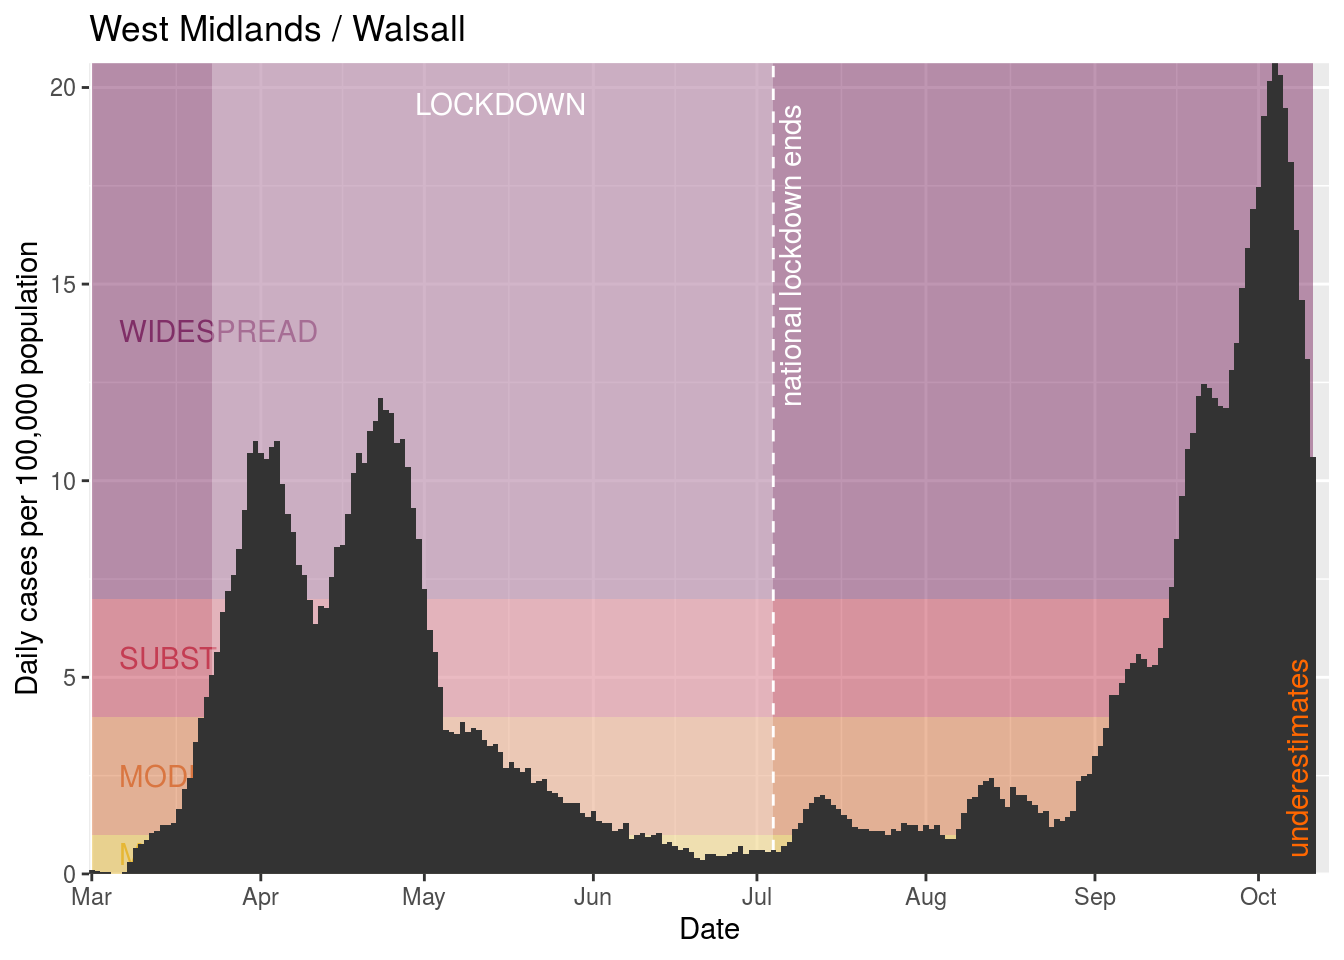 West Midlands / Walsall
LOCKDOWN
national lockdown ends
WIDESPREAD
SUBST
MOD
M
underestimates
Daily cases per 100,000 population
20
15
10
5
0
Mar Apr May Jun Jul Aug Sep Oct
Date